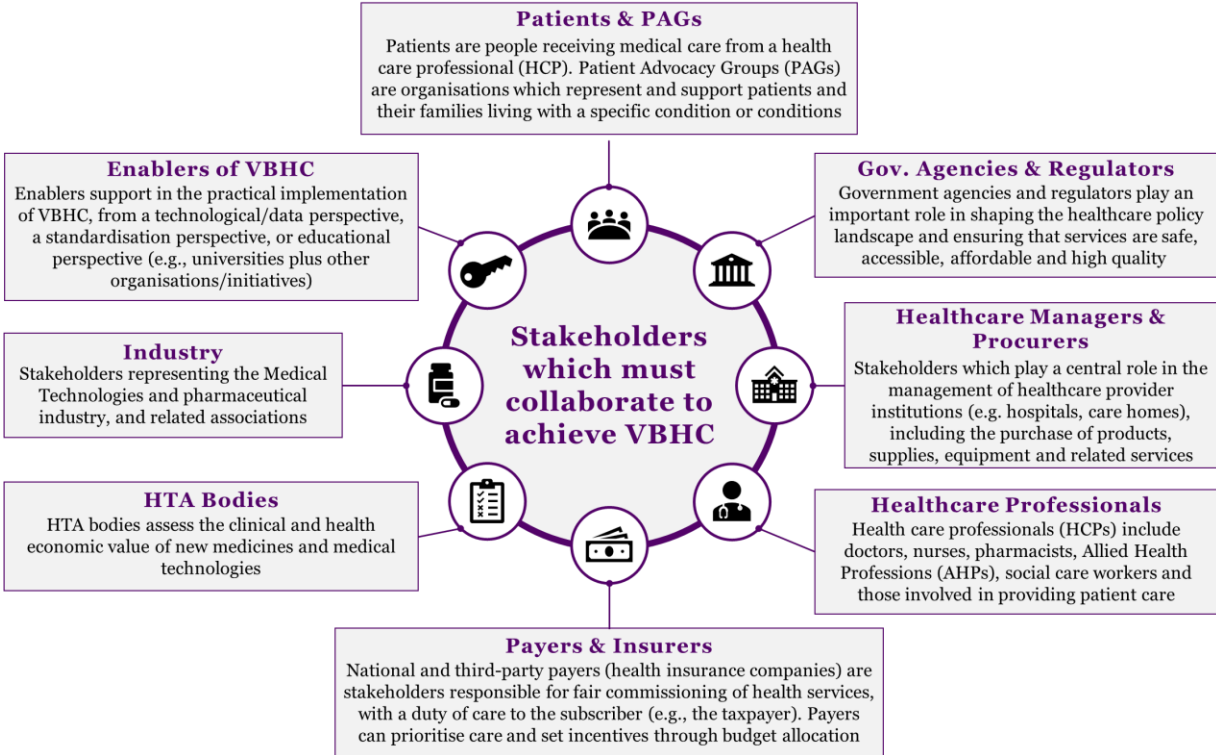 Patients & PAGs
Patients are people receiving medical care from a health
care professional (HCP). Patient Advocacy Groups (PAGs)
are organisations which represent and support patients and
their families living with a specific condition or conditions
Enablers of VBHC
Enablers support in the practical implementation
of VBHC, from a technological/data perspective,
a standardisation perspective, or educational
perspective (e.g., universities plus other
organisations/initiatives)
Gov. Agencies & Regulators
Government agencies and regulators play an
important role in shaping the healthcare policy
landscape and ensuring that services are safe,
accessible, affordable and high quality
Industry
Stakeholders representing the Medical
Technologies and pharmaceutical
industry, and related associations
Stakeholders
which must
collaborate to
achieve VBHC
Healthcare Managers &
Procurers
Stakeholders which play a central role in the
management of healthcare provider
institutions (e.g. hospitals, care homes),
including the purchase of products,
supplies, equipment and related services
HTA Bodies
HTA bodies assess the clinical and health
economic value of new medicines and medical
technologies
Healthcare Professionals
Health care professionals (HCPs) include
doctors, nurses, pharmacists, Allied Health
Professions (AHPs), social care workers and
those involved in providing patient care
Payers & Insurers
National and third-party payers (health insurance companies) are
stakeholders responsible for fair commissioning of health services,
with a duty of care to the subscriber (e.g., the taxpayer). Payers
can prioritise care and set incentives through budget allocation